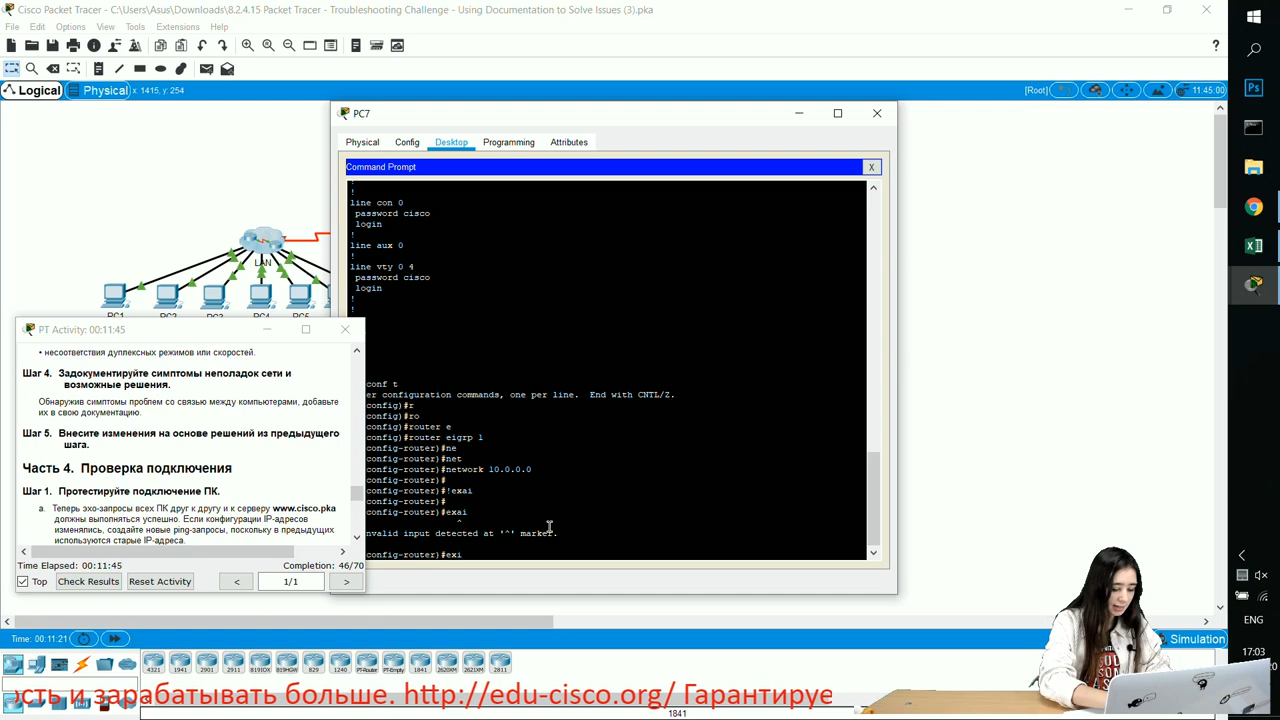 Cisco Packet Tracer - C:\Users\Asus\Downloads\8.2.4.15 Packet Tracer - Troubleshooting Challenge - Using Documentation to Solve Issues (3).pka
File Edit Options View Tools Extensions Help
?
Logical Physical x: 1415, y: 254
[Root] 11:45:00
PC7
Physical Config Desktop Programming Attributes
Command Prompt X
!
!
line con 0
password cisco
login
!
line aux 0
!
line vty 0 4
password cisco
login
!
!
conf t
er configuration commands, one per line. End with CNTL/Z.
config)#r
config)#ro
config)#router e
config)#router eigrp 1
config-router)#ne
config-router)#net
config-router)#network 10.0.0.0
config-router)#
config-router)#!exai
config-router)#
config-router)#exai
^
nvalid input detected at '^' marker.
config-router)#exi
LAN
PC1 PC2 PC3 PC4 PC5
PT Activity: 00:11:45
• несоответствия дуплексных режимов или скоростей.
Шаг 4. Задокументируйте симптомы неполадок сети и
возможные решения.
Обнаружив симптомы проблем со связью между компьютерами, добавьте
их в свою документацию.
Шаг 5. Внесите изменения на основе решений из предыдущего
шага.
Часть 4. Проверка подключения
Шаг 1. Протестируйте подключение ПК.
a. Теперь эхо-запросы всех ПК друг к другу и к серверу www.cisco.pka
должны выполняться успешно. Если конфигурации IP-адресов
изменялись, создайте новые ping-запросы, поскольку в предыдущих
используются старые IP-адреса.
Time Elapsed: 00:11:45 Completion: 46/70
Top Check Results Reset Activity < 1/1 >
Time: 00:11:21
Simulation
4321 1941 2901 2911 819IOX 819HGW 829 1240 PT-Router PT-Empty 1841 2620XM 2621XM 2811
ость и зарабатывать больше. http://edu-cisco.org/ Гарантируе
1841
Ps
ENG
17:03